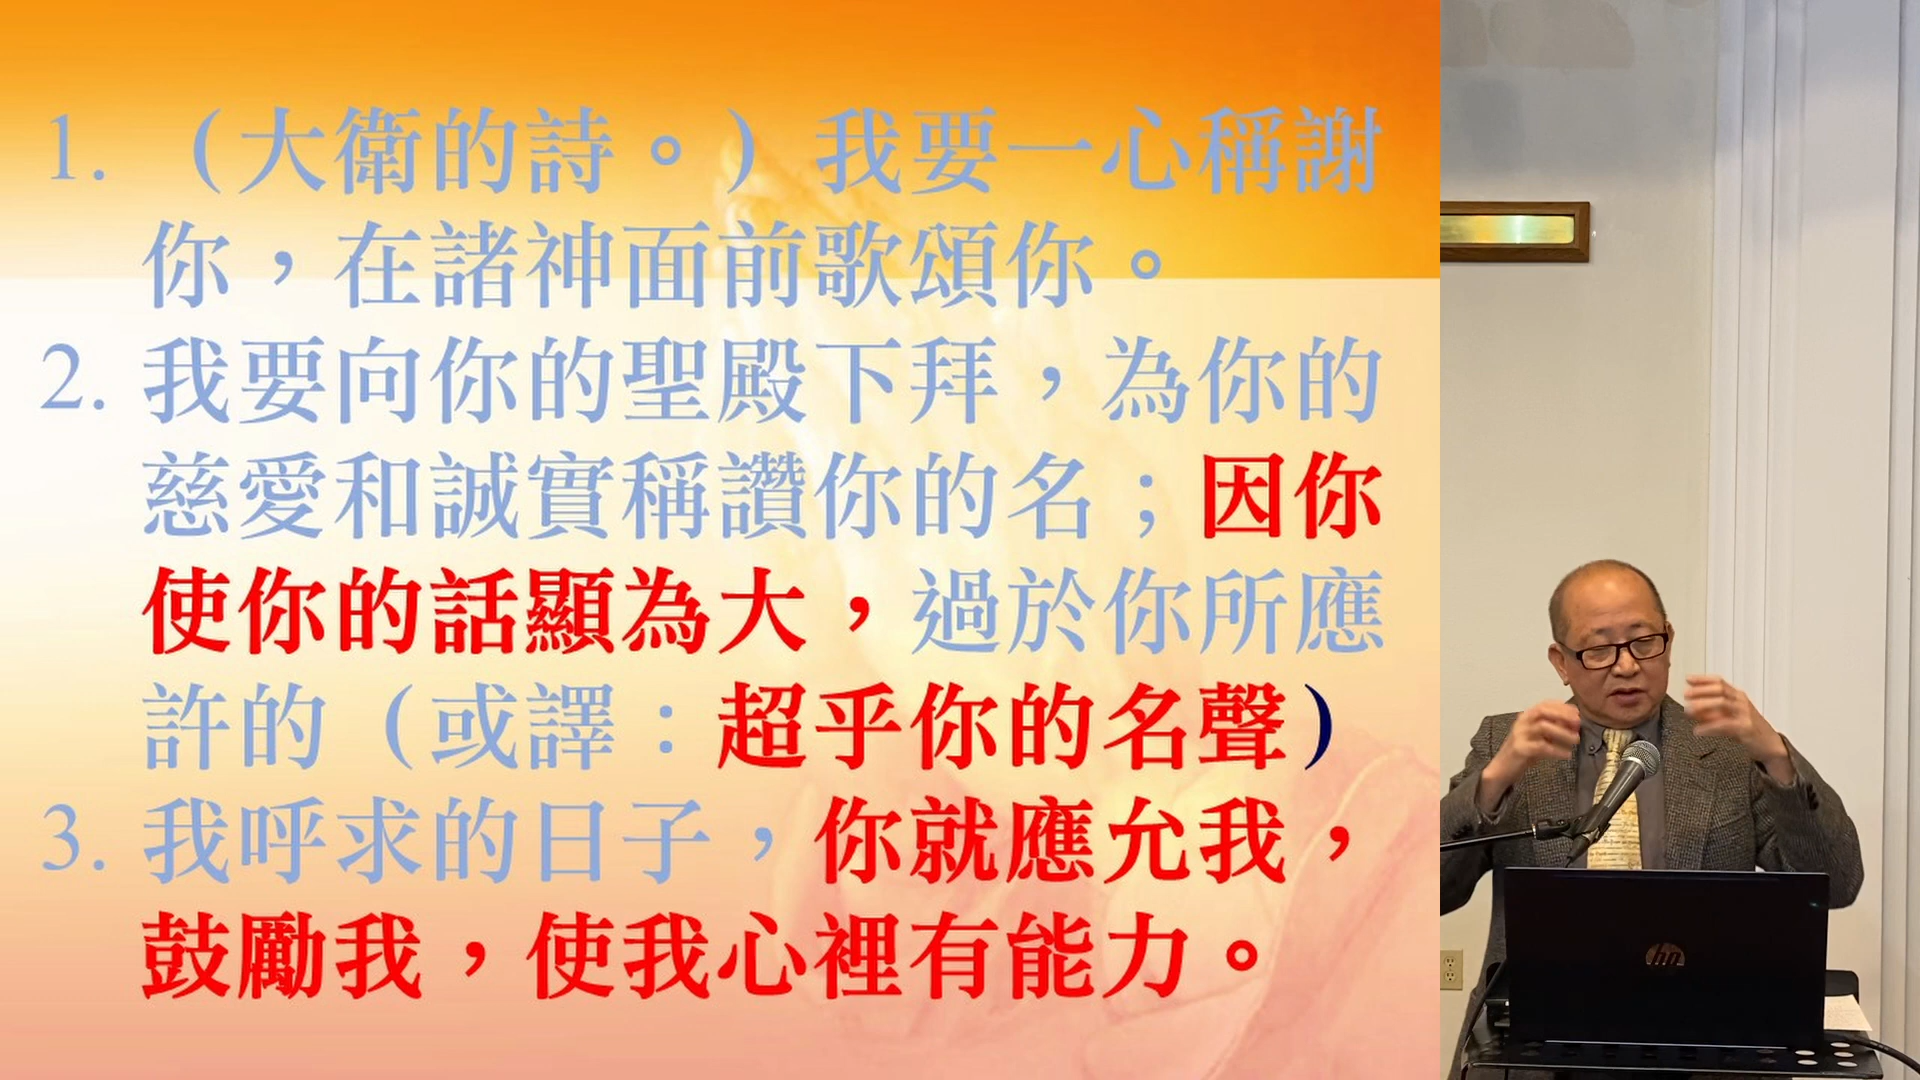 1. （大衛的詩。）我要一心稱謝
你，在諸神面前歌頌你。
2. 我要向你的聖殿下拜，為你的
慈愛和誠實稱讚你的名；因你
使你的話顯為大，過於你所應
許的（或譯：超乎你的名聲）
3. 我呼求的日子，你就應允我，
鼓勵我，使我心裡有能力。
hp